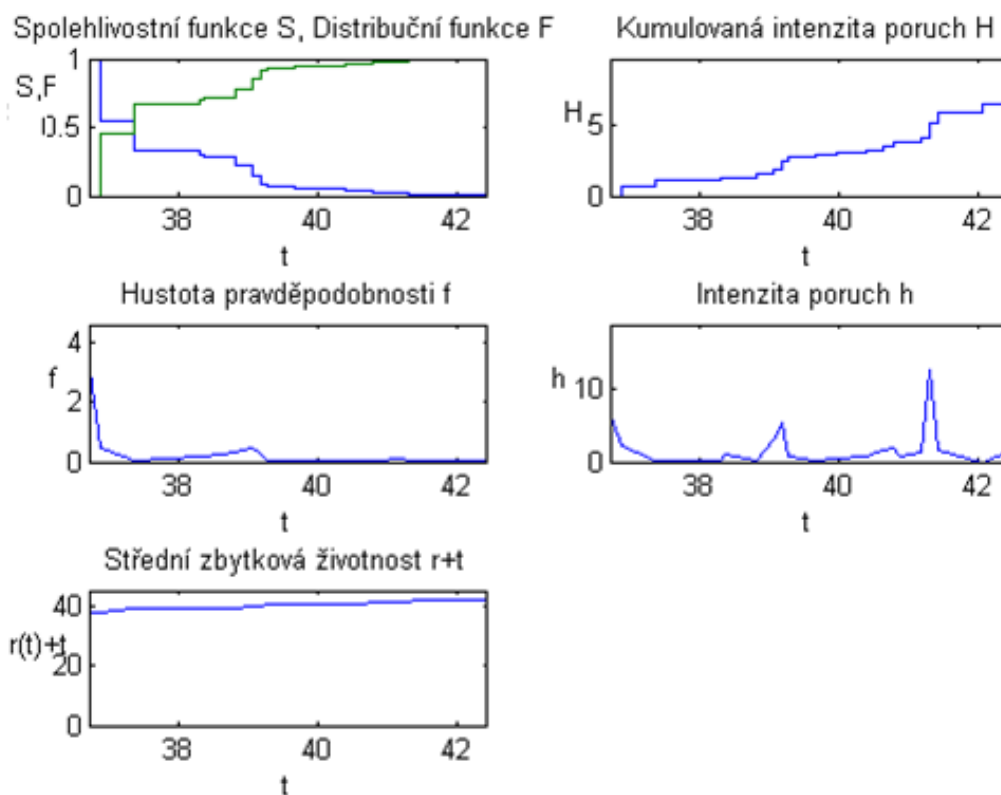 Spolehlivostní funkce S, Distribuční funkce F
1
S,F
0.5
0
38 40 42
t
Kumulovaná intenzita poruch H
H
5
0
38 40 42
t
Hustota pravděpodobnosti f
4
f
2
0
38 40 42
t
Intenzita poruch h
h
10
0
38 40 42
t
Střední zbytková životnost r+t
40
r(t)+t
20
0
38 40 42
t